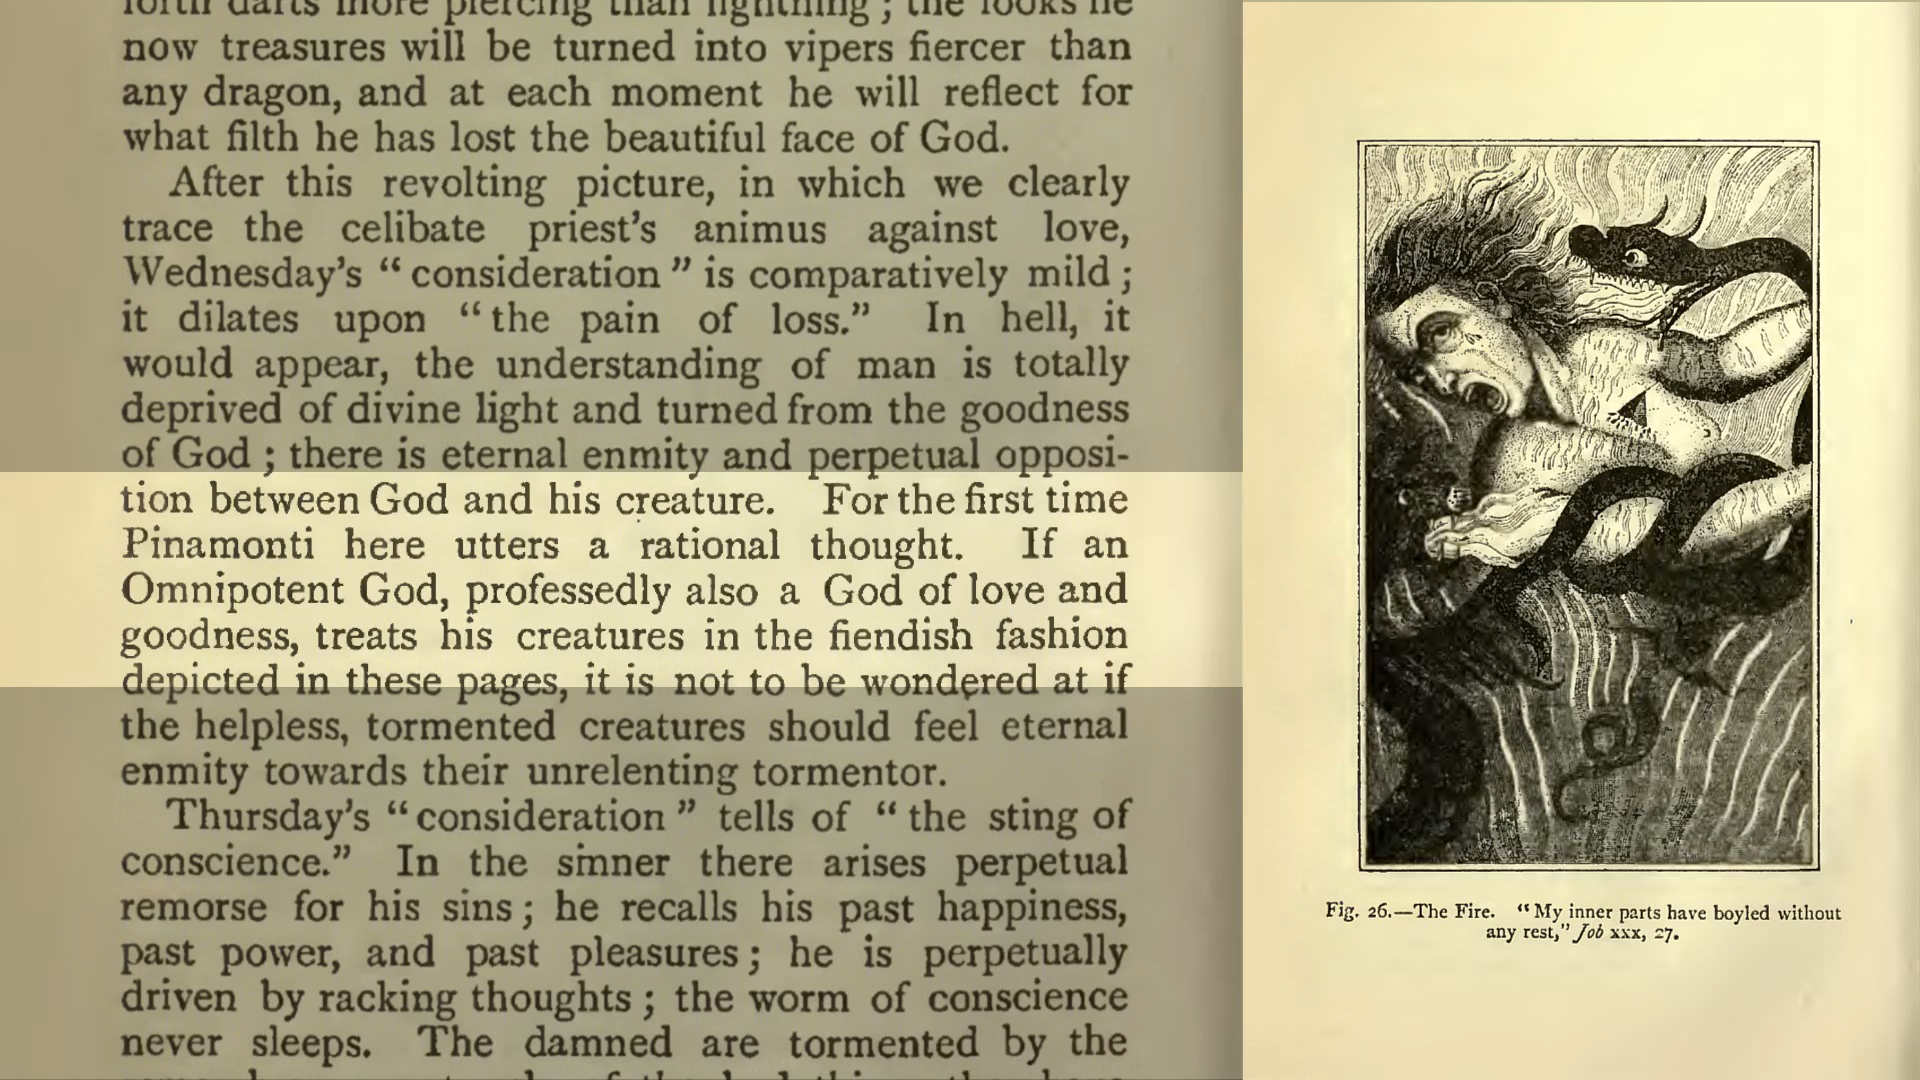 forth darts more piercing than lightning ; the looks he
now treasures will be turned into vipers fiercer than
any dragon, and at each moment he will reflect for
what filth he has lost the beautiful face of God.
After this revolting picture, in which we clearly
trace the celibate priest's animus against love,
Wednesday's “ consideration ” is comparatively mild ;
it dilates upon “ the pain of loss.” In hell, it
would appear, the understanding of man is totally
deprived of divine light and turned from the goodness
of God ; there is eternal enmity and perpetual opposi-
tion between God and his creature. For the first time
Pinamonti here utters a rational thought. If an
Omnipotent God, professedly also a God of love and
goodness, treats his creatures in the fiendish fashion
depicted in these pages, it is not to be wondered at if
the helpless, tormented creatures should feel eternal
enmity towards their unrelenting tormentor.
Thursday's “ consideration ” tells of “ the sting of
conscience.” In the sinner there arises perpetual
remorse for his sins ; he recalls his past happiness,
past power, and past pleasures ; he is perpetually
driven by racking thoughts ; the worm of conscience
never sleeps. The damned are tormented by the
Fig. 26.—The Fire. “ My inner parts have boyled without
any rest,” Job xxx, 27.